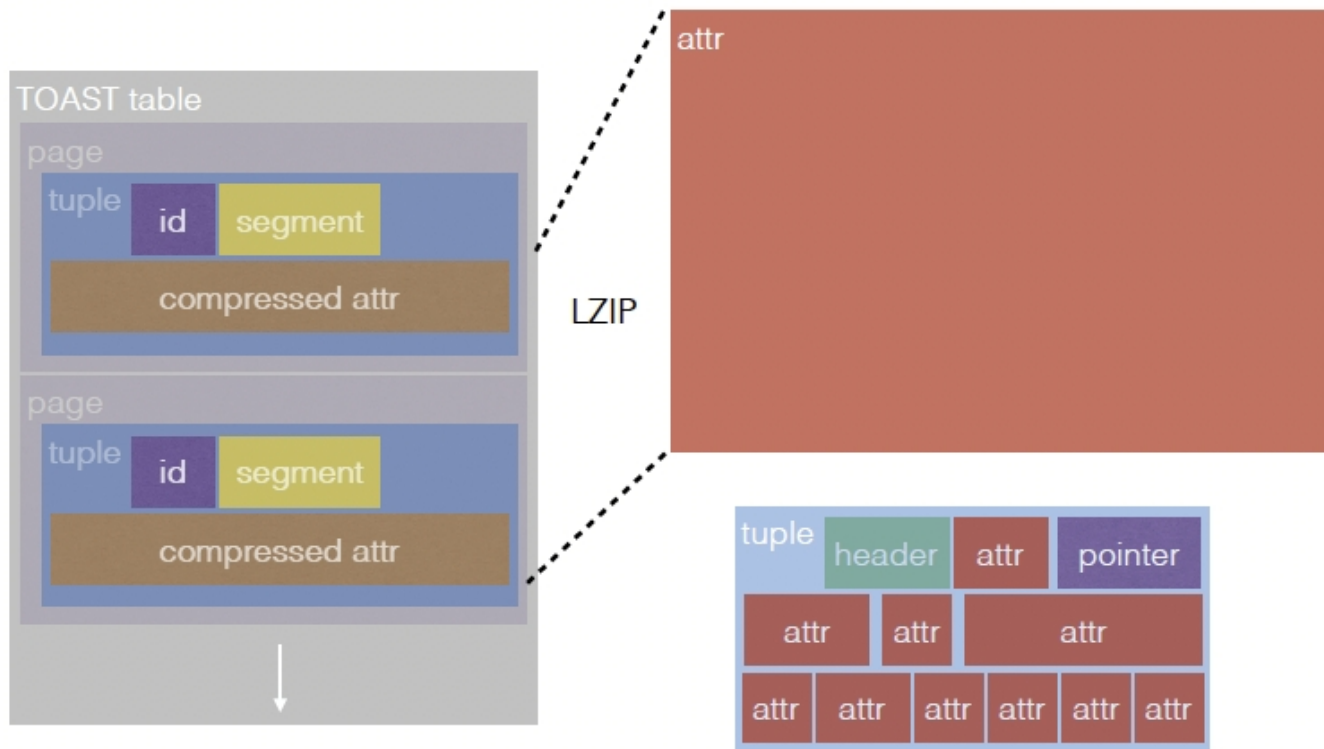 TOAST table
page
tuple id segment
compressed attr
page
tuple id segment
compressed attr
LZIP
attr
tuple header attr pointer
attr attr attr
attr attr attr attr attr attr